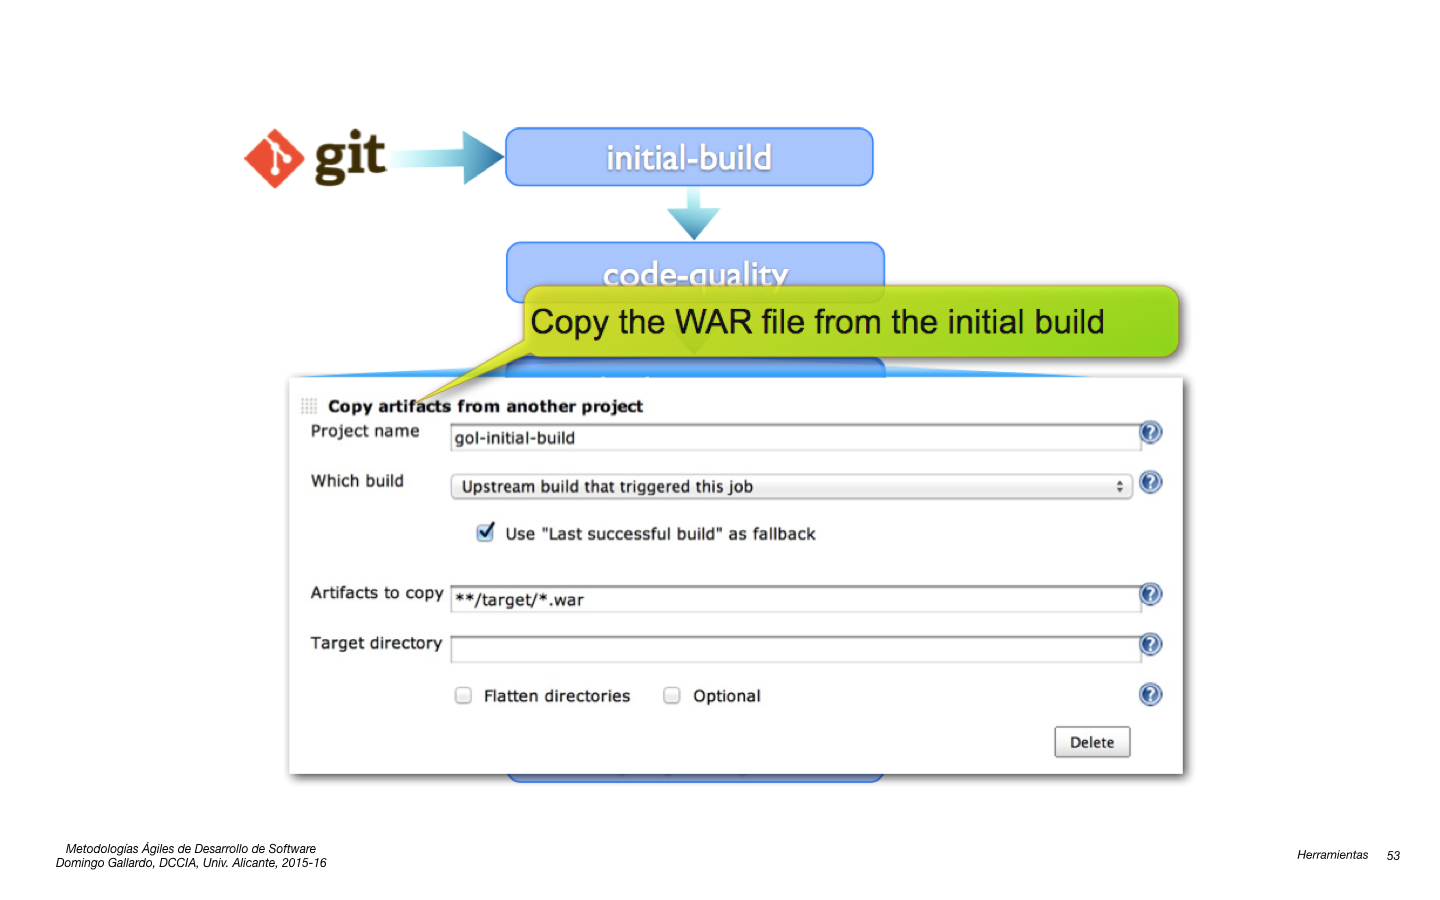 git
initial-build
code-quality
Copy the WAR file from the initial build
Copy artifacts from another project
Project name
gol-initial-build
Which build
Upstream build that triggered this job
Use "Last successful build" as fallback
Artifacts to copy
**/target/*.war
Target directory
Flatten directories
Optional
Delete
Metodologías Ágiles de Desarrollo de Software
Domingo Gallardo, DCCIA, Univ. Alicante, 2015-16
Herramientas 53